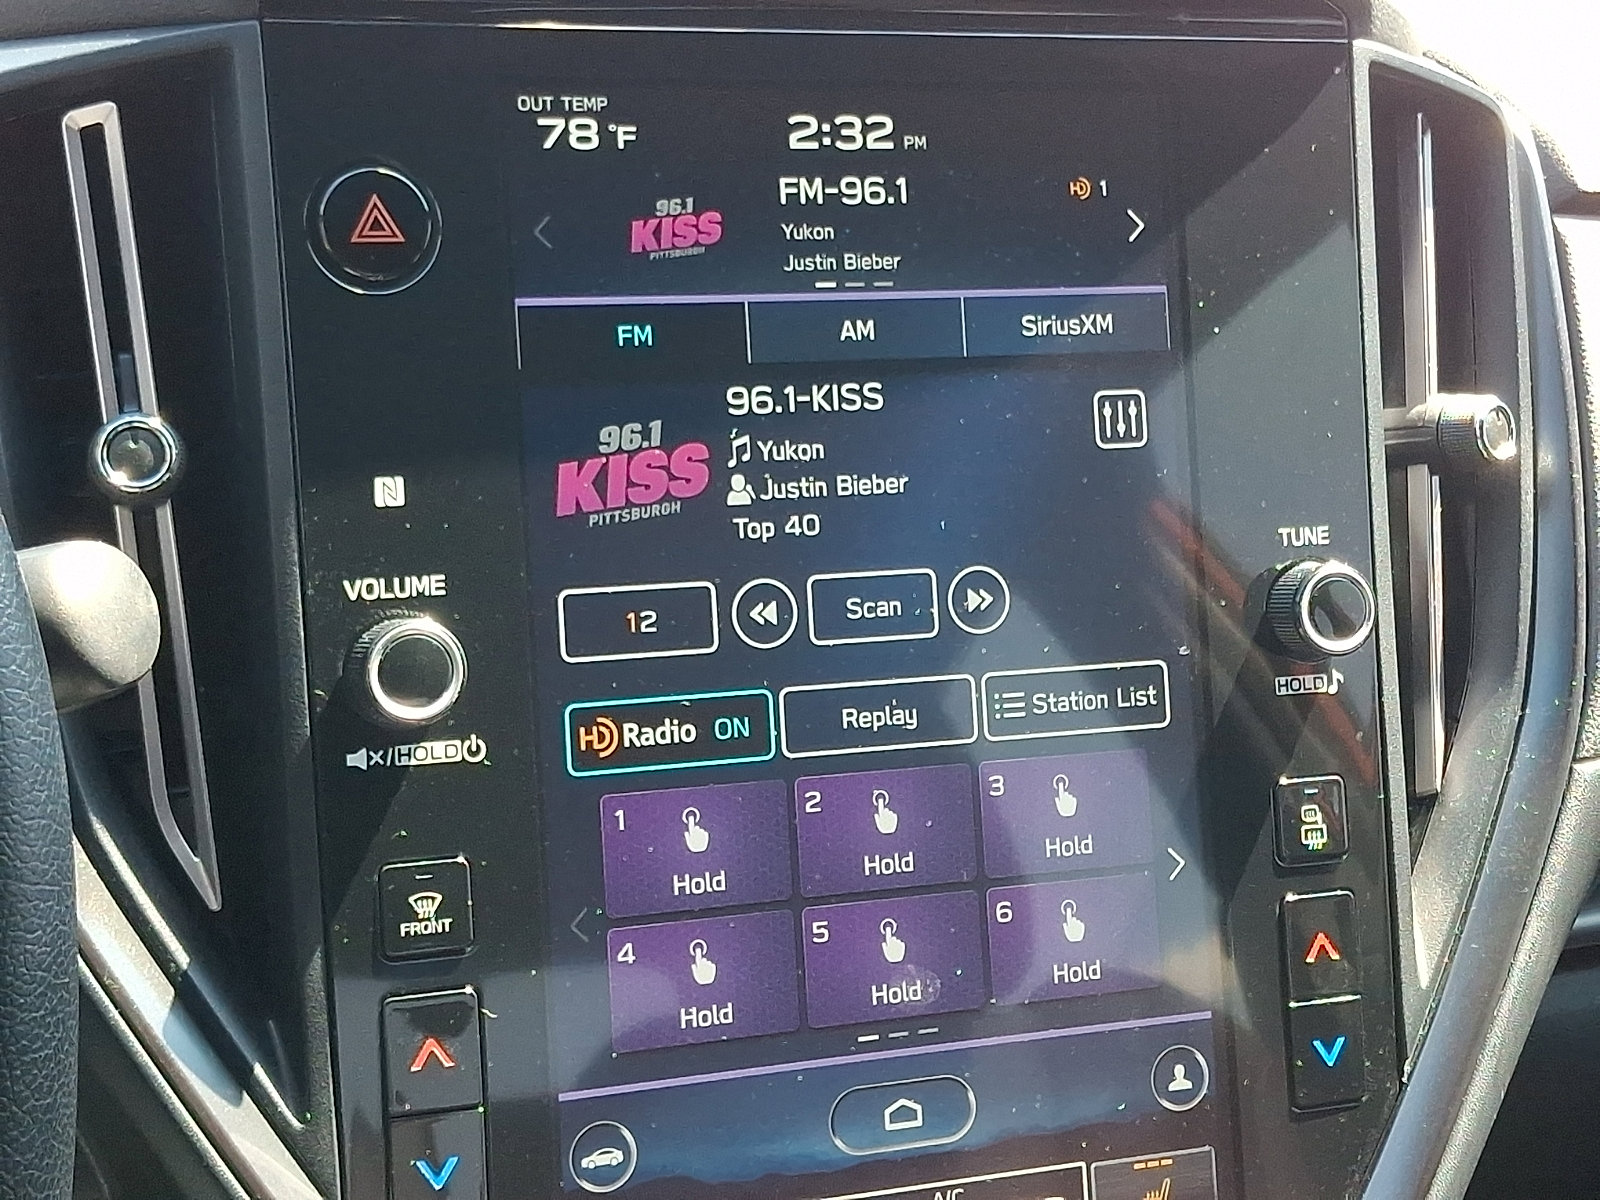 OUT TEMP
78 °F
2:32 PM
96.1
KISS
PITTSBURGH
FM-96.1
HD 1
Yukon
Justin Bieber
FM
AM
SiriusXM
96.1
KISS
PITTSBURGH
96.1-KISS
Yukon
Justin Bieber
Top 40
VOLUME
HOLD
TUNE
HOLD
12
Scan
HD Radio ON
Replay
Station List
1
Hold
2
Hold
3
Hold
4
Hold
5
Hold
6
Hold
FRONT
A/C